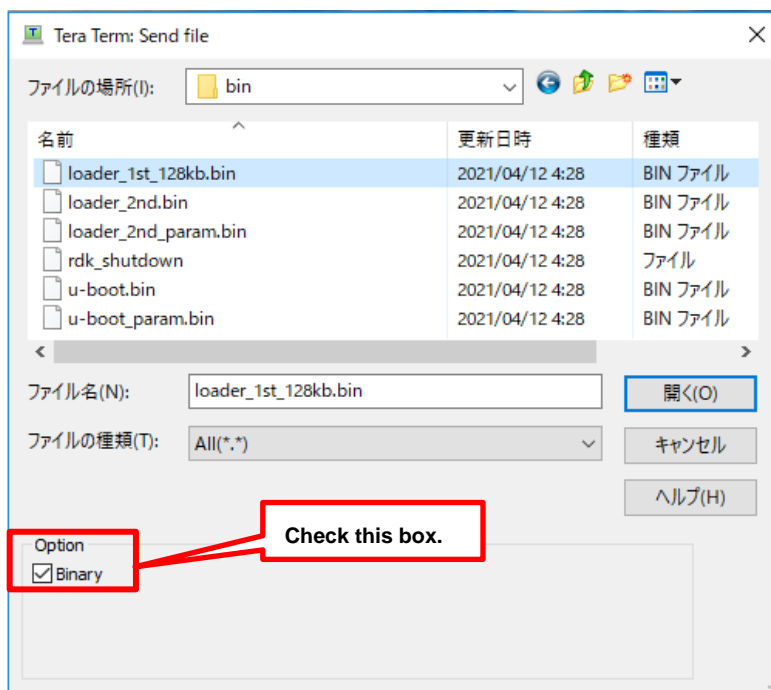 Tera Term: Send file
ファイルの場所(I): bin
名前 更新日時 種類
loader_1st_128kb.bin 2021/04/12 4:28 BIN ファイル
loader_2nd.bin 2021/04/12 4:28 BIN ファイル
loader_2nd_param.bin 2021/04/12 4:28 BIN ファイル
rdk_shutdown 2021/04/12 4:28 ファイル
u-boot.bin 2021/04/12 4:28 BIN ファイル
u-boot_param.bin 2021/04/12 4:28 BIN ファイル
ファイル名(N): loader_1st_128kb.bin 開く(O)
ファイルの種類(T): All(*.*) キャンセル
ヘルプ(H)
Check this box.
Option
Binary